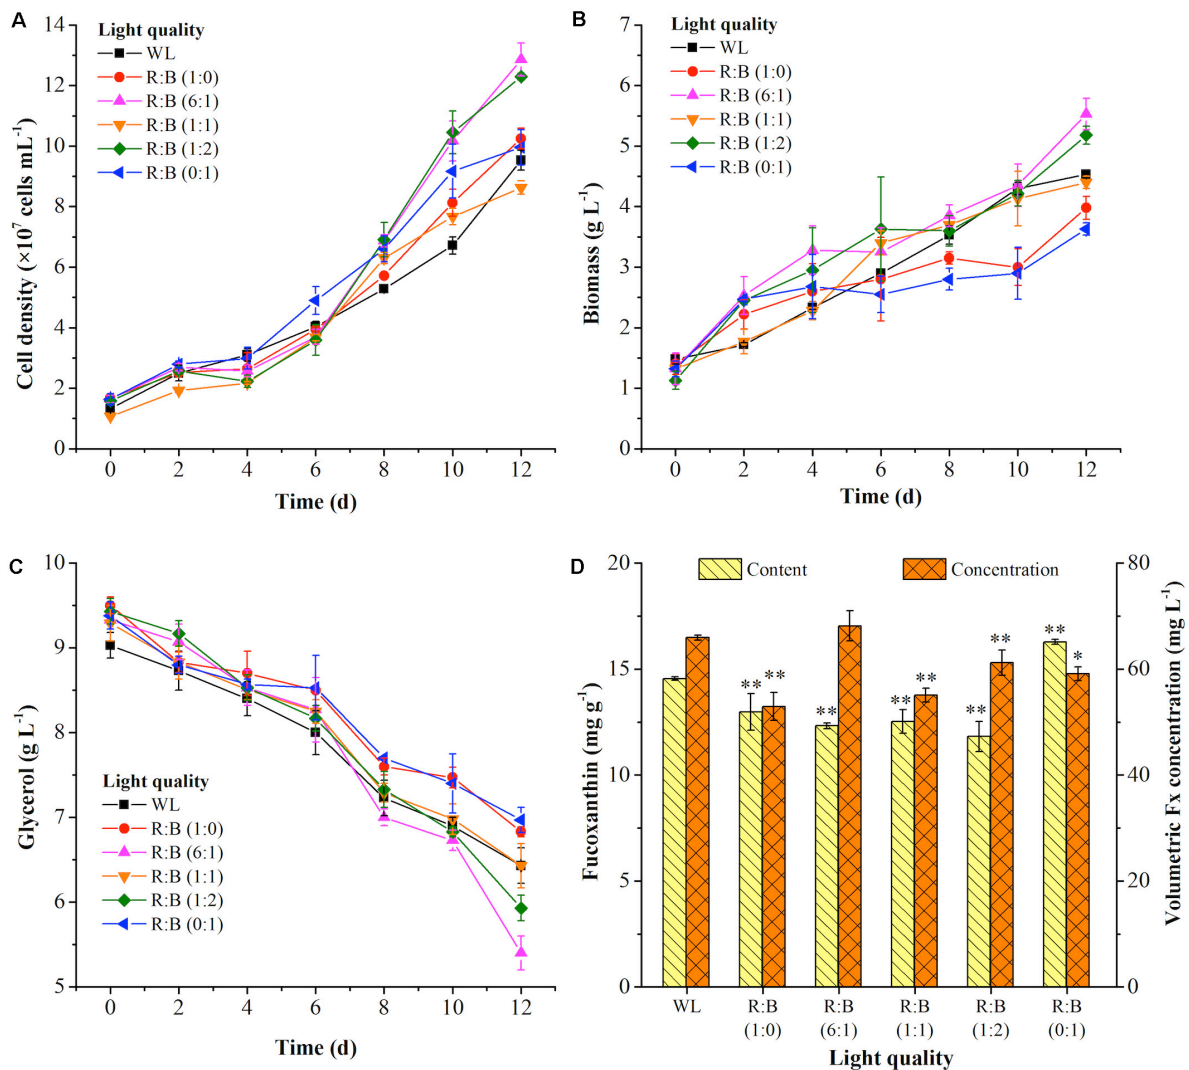 A
Light quality
WL
R:B (1:0)
R:B (6:1)
R:B (1:1)
R:B (1:2)
R:B (0:1)
Cell density (×10⁷ cells mL⁻¹)
14
12
10
8
6
4
2
0
0 2 4 6 8 10 12
Time (d)
B
Light quality
WL
R:B (1:0)
R:B (6:1)
R:B (1:1)
R:B (1:2)
R:B (0:1)
Biomass (g L⁻¹)
7
6
5
4
3
2
1
0
0 2 4 6 8 10 12
Time (d)
C
Glycerol (g L⁻¹)
10
9
8
7
6
5
Light quality
WL
R:B (1:0)
R:B (6:1)
R:B (1:1)
R:B (1:2)
R:B (0:1)
0 2 4 6 8 10 12
Time (d)
D
Content
Concentration
Fucoxanthin (mg g⁻¹)
20
15
10
5
0
** ** ** ** ** ** ** ** *
80
60
40
20
0
Volumetric Fx concentration (mg L⁻¹)
WL R:B R:B R:B R:B R:B
(1:0) (6:1) (1:1) (1:2) (0:1)
Light quality